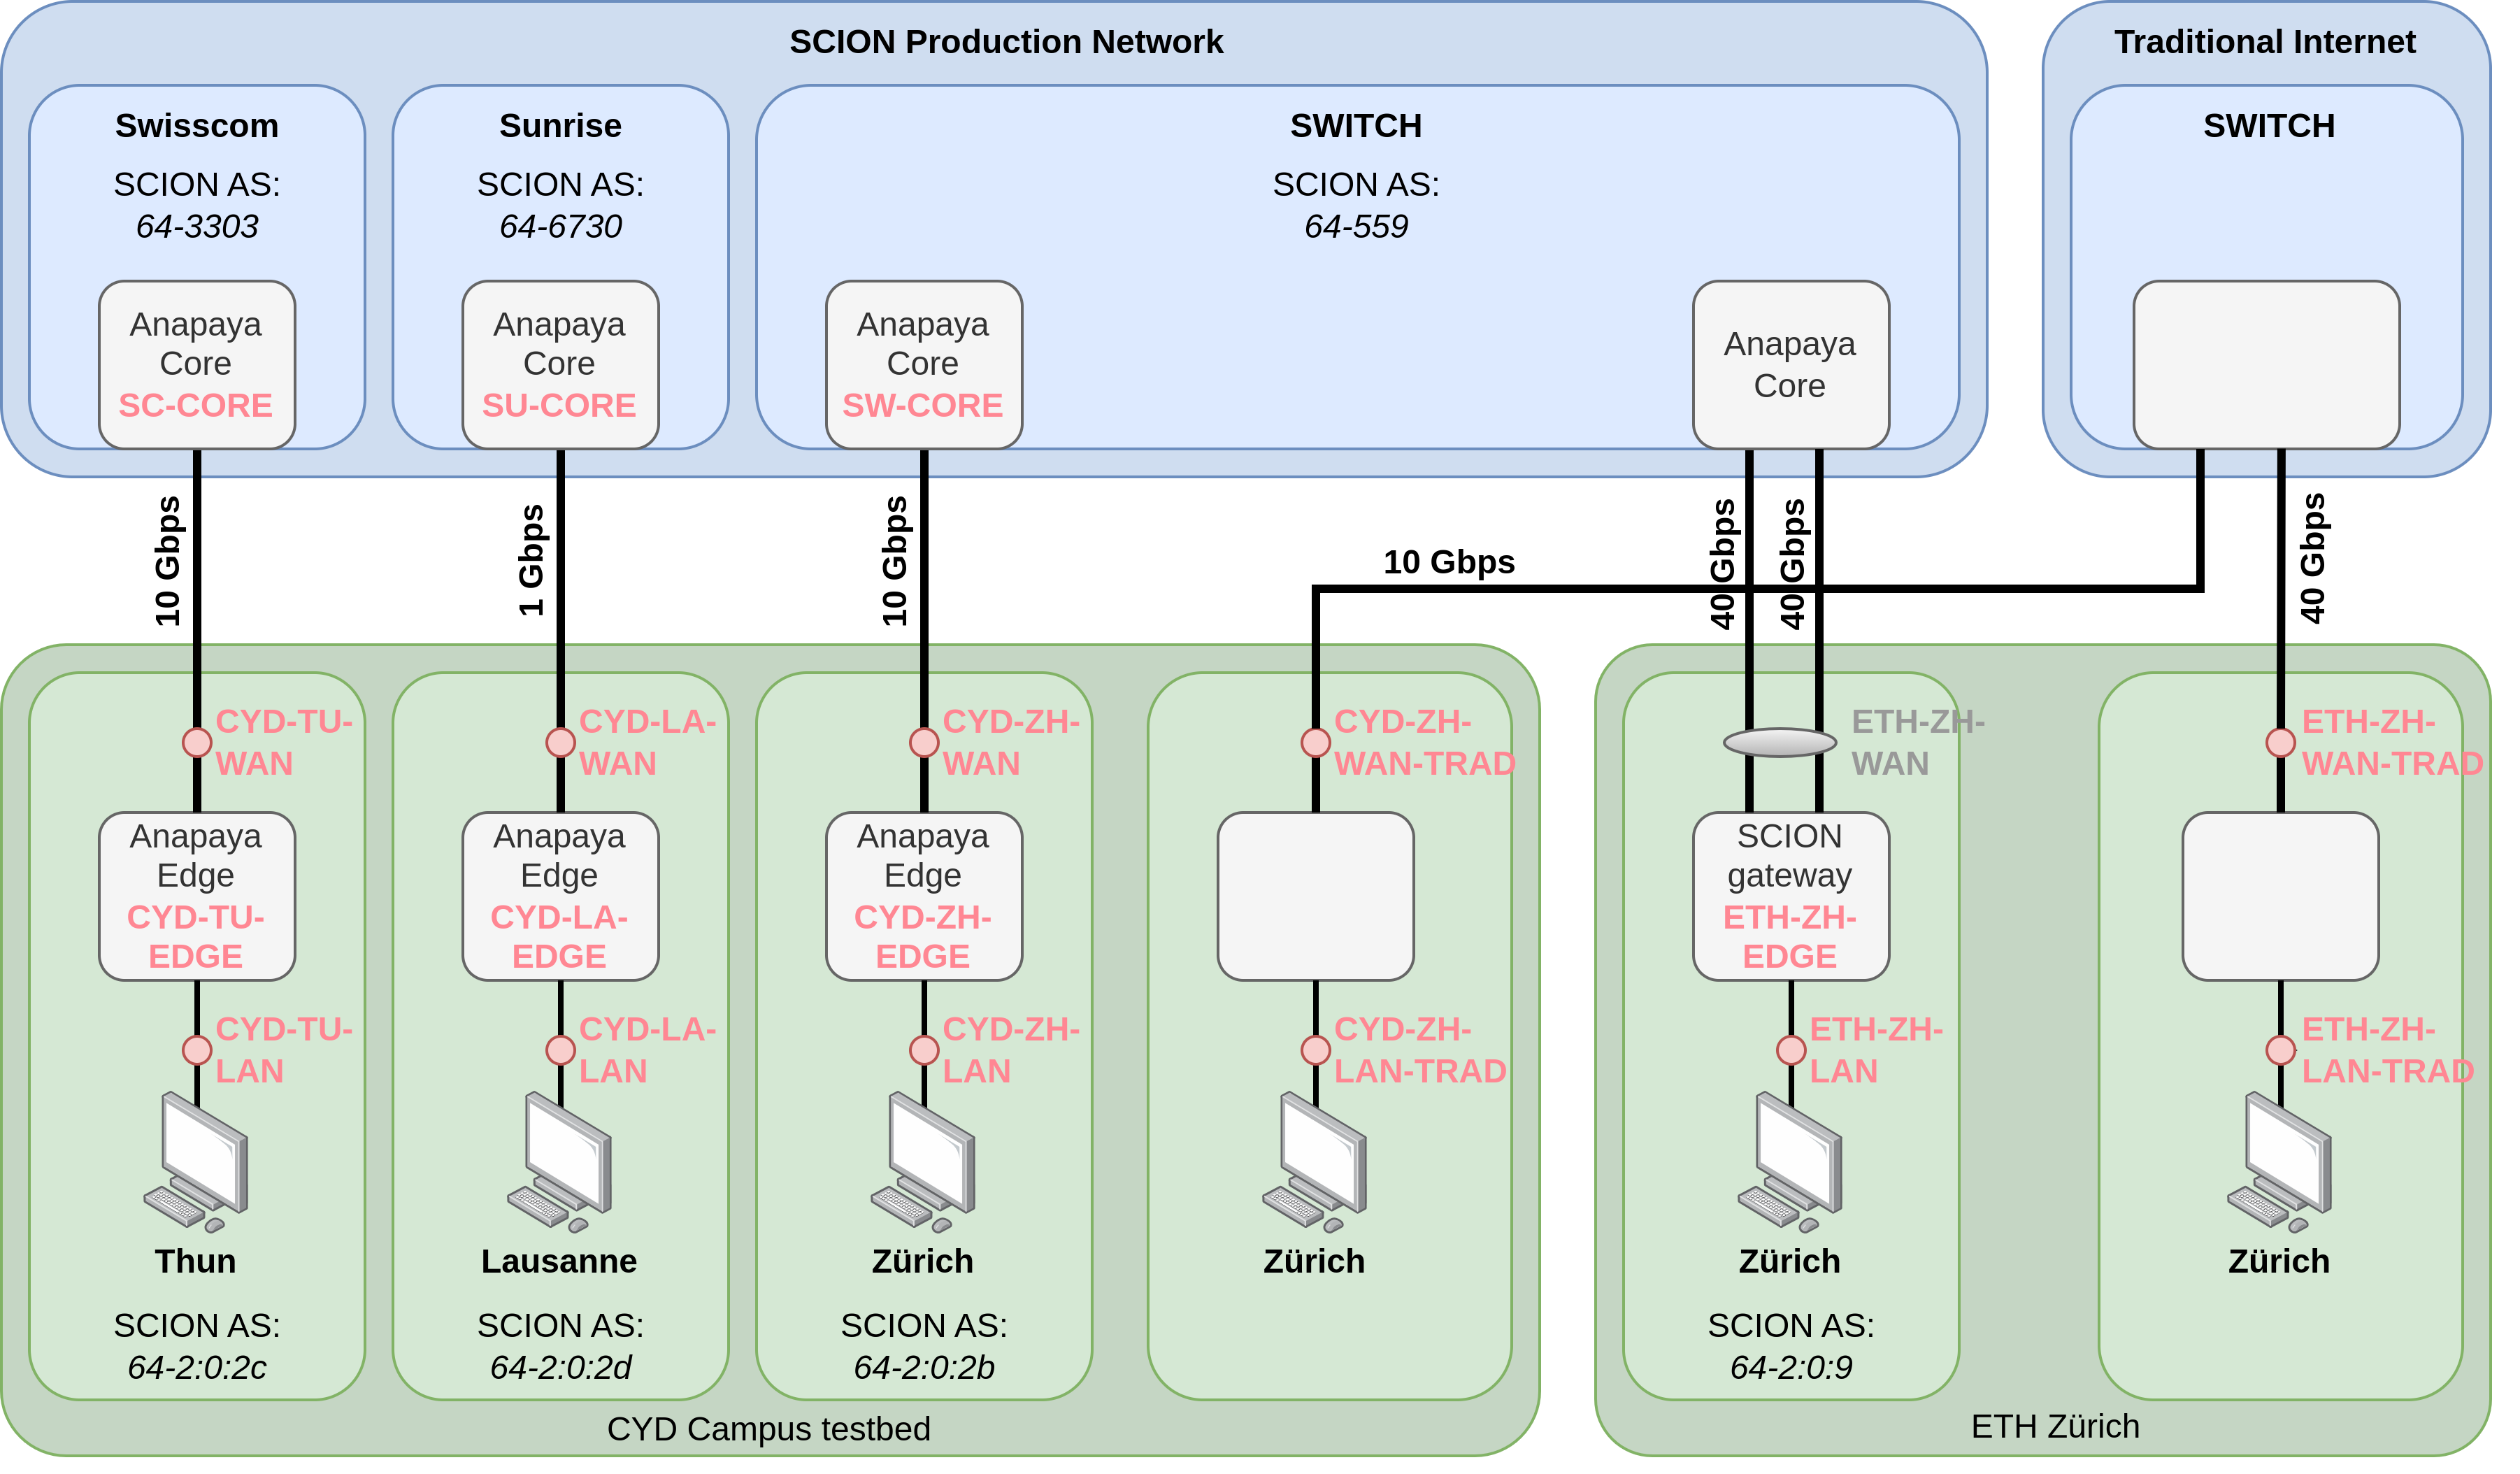 SCION Production Network
Traditional Internet
Swisscom
SCION AS:
64-3303
Anapaya
Core
SC-CORE
Sunrise
SCION AS:
64-6730
Anapaya
Core
SU-CORE
SWITCH
SCION AS:
64-559
Anapaya
Core
SW-CORE
Anapaya
Core
SWITCH
10 Gbps
1 Gbps
10 Gbps
10 Gbps
40 Gbps
40 Gbps
40 Gbps
CYD-TU-
WAN
Anapaya
Edge
CYD-TU-
EDGE
CYD-TU-
LAN
Thun
SCION AS:
64-2:0:2c
CYD-LA-
WAN
Anapaya
Edge
CYD-LA-
EDGE
CYD-LA-
LAN
Lausanne
SCION AS:
64-2:0:2d
CYD-ZH-
WAN
Anapaya
Edge
CYD-ZH-
EDGE
CYD-ZH-
LAN
Zürich
SCION AS:
64-2:0:2b
CYD-ZH-
WAN-TRAD
CYD-ZH-
LAN-TRAD
Zürich
CYD Campus testbed
ETH-ZH-
WAN
SCION
gateway
ETH-ZH-
EDGE
ETH-ZH-
LAN
Zürich
SCION AS:
64-2:0:9
ETH-ZH-
WAN-TRAD
ETH-ZH-
LAN-TRAD
Zürich
ETH Zürich